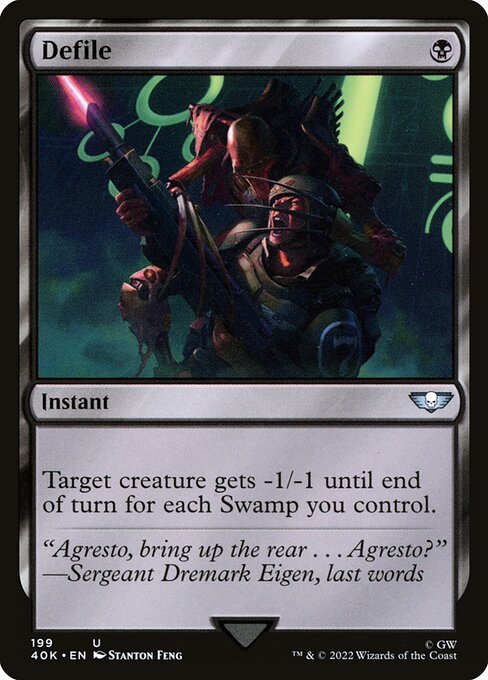 Defile
Instant
Target creature gets -1/-1 until end
of turn for each Swamp you control.
“Agresto, bring up the rear . . . Agresto?”
—Sergeant Dremark Eigen, last words
199 U
40K • EN Stanton Feng
© GW
™ & © 2022 Wizards of the Coast